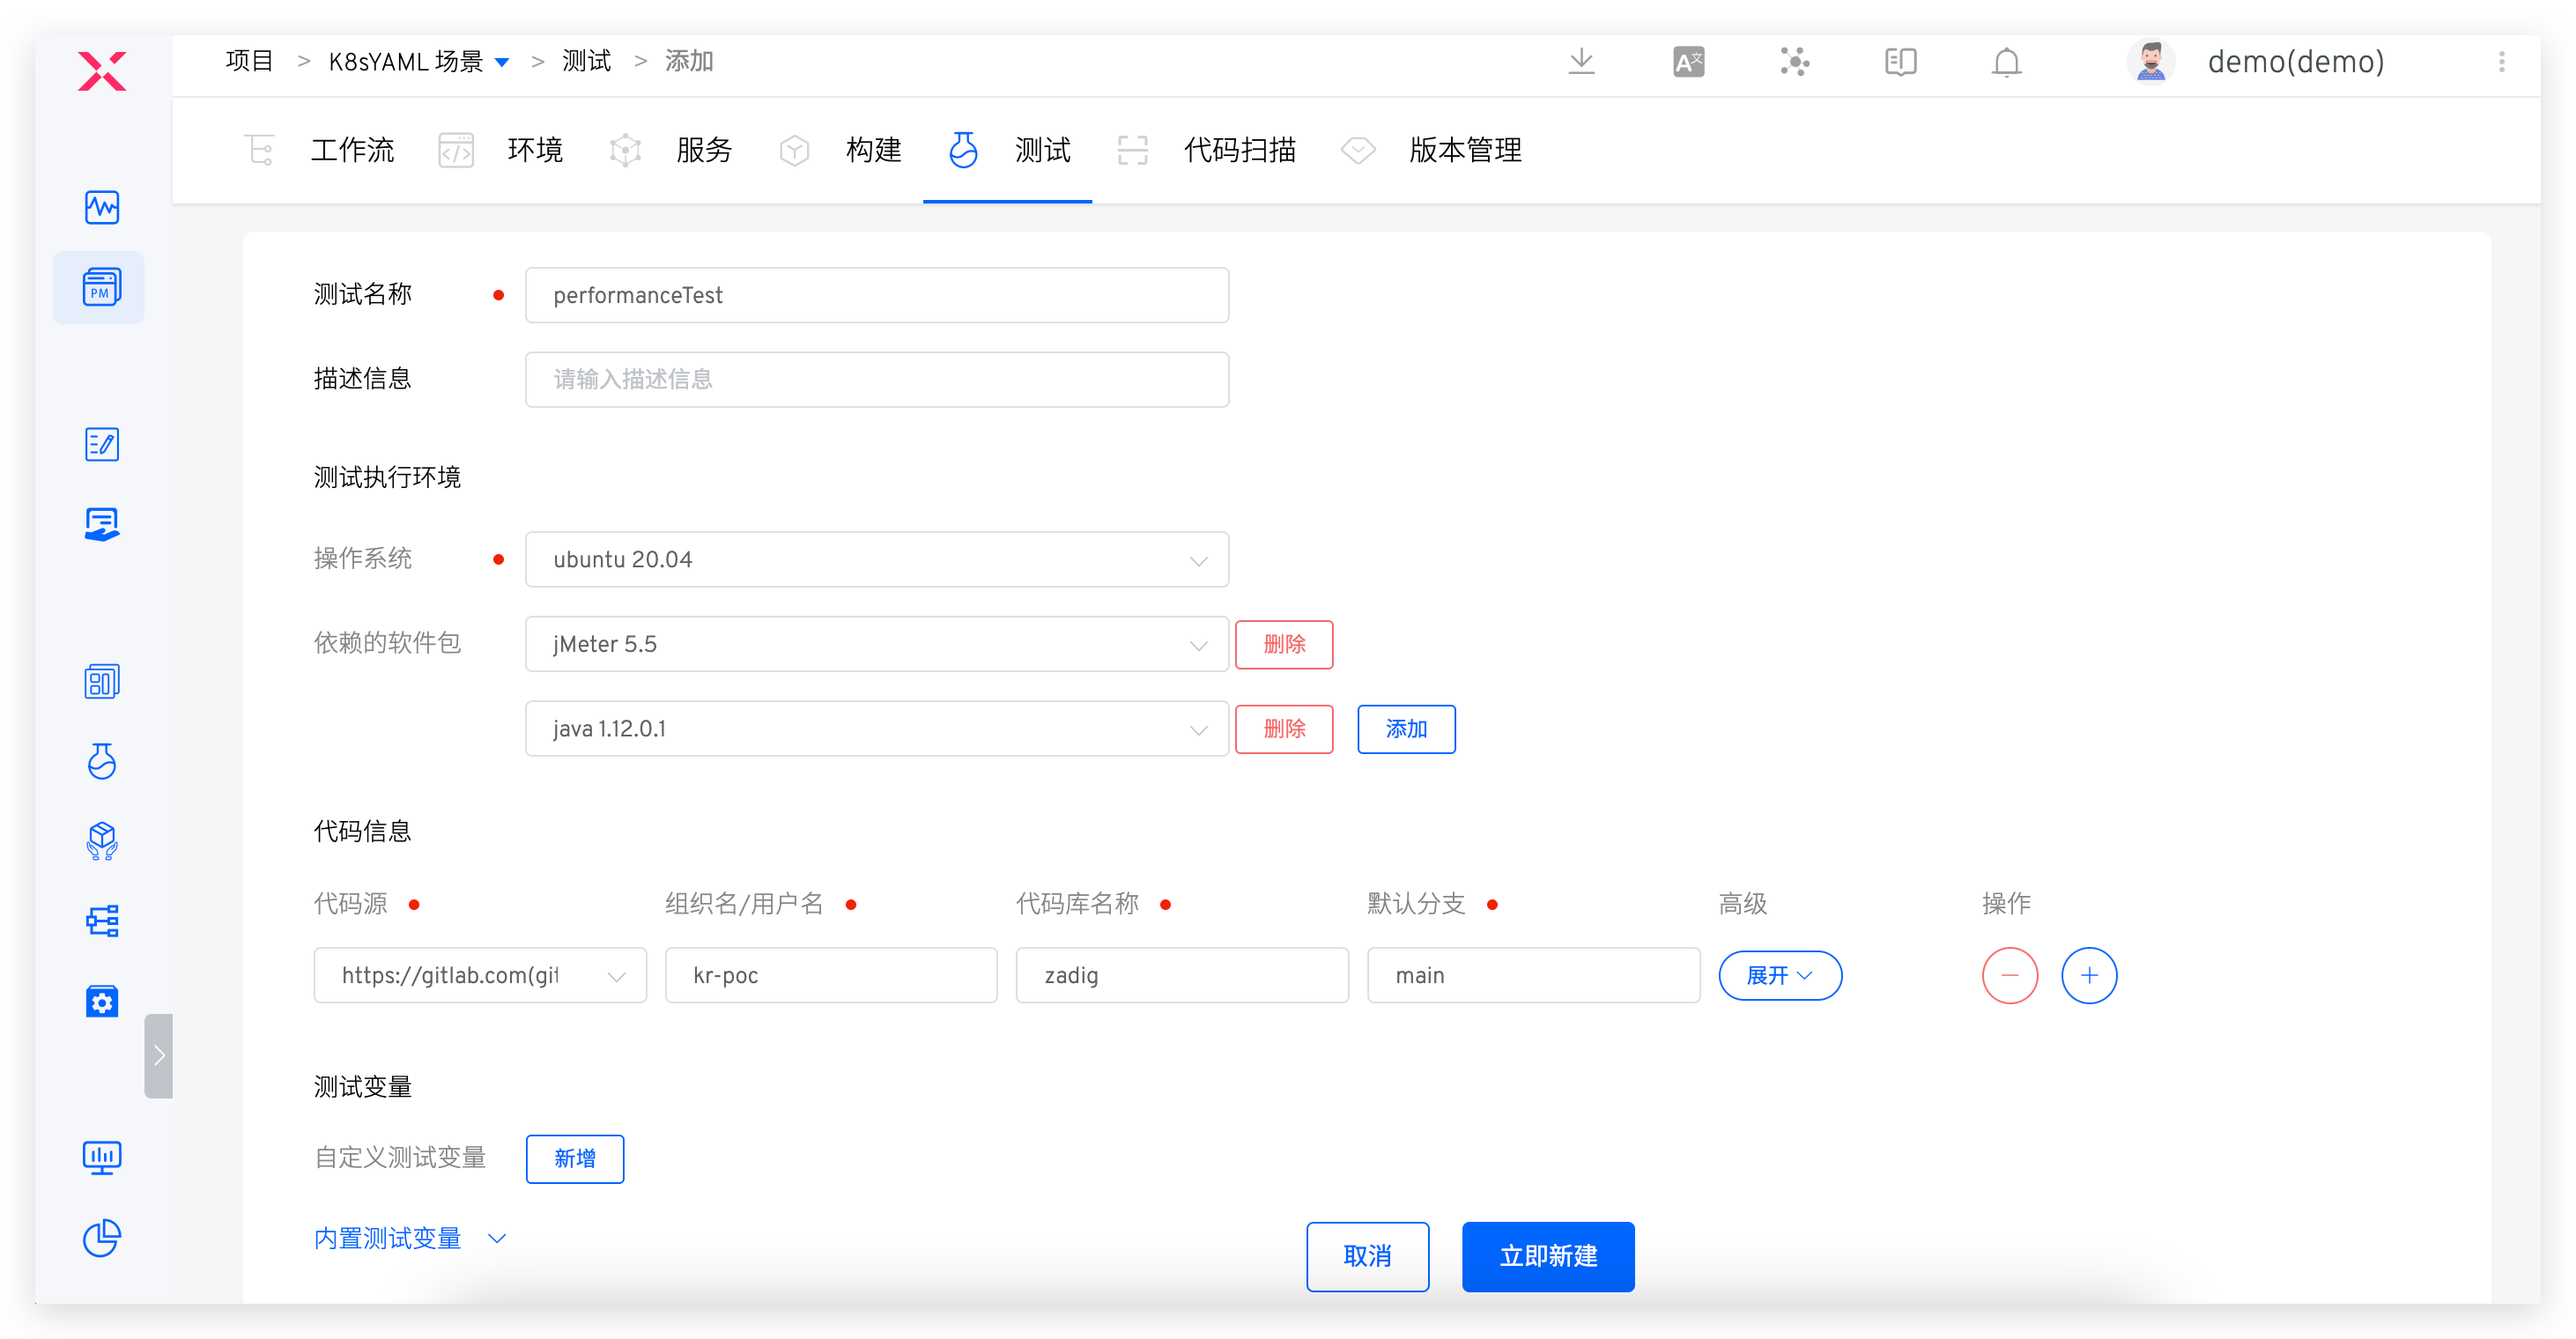 项目 > K8sYAML 场景 > 测试 > 添加
demo(demo)
工作流 环境 服务 构建 测试 代码扫描 版本管理
测试名称 performanceTest
描述信息 请输入描述信息
测试执行环境
操作系统 ubuntu 20.04
依赖的软件包 jMeter 5.5 删除
java 1.12.0.1 删除 添加
代码信息
代码源 组织名/用户名 代码库名称 默认分支 高级 操作
https://gitlab.com(git kr-poc zadig main 展开
测试变量
自定义测试变量 新增
内置测试变量
取消 立即新建
PM